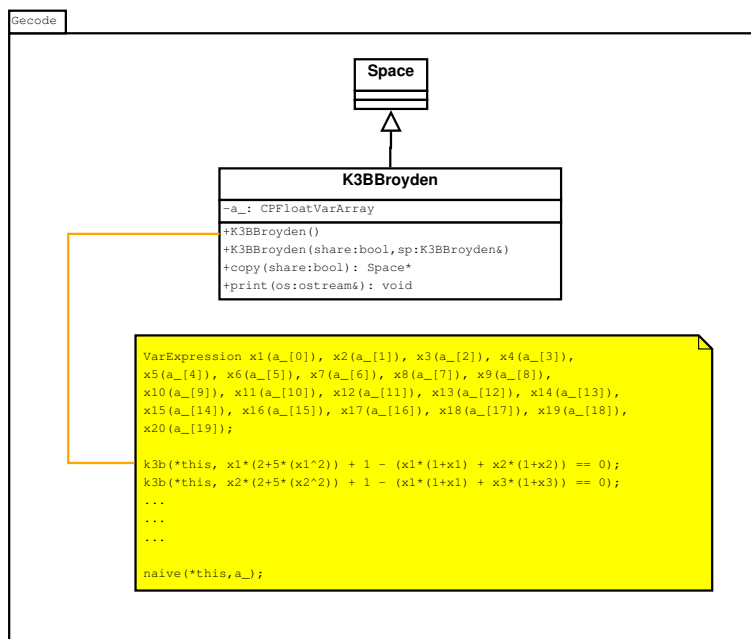 Gecode
Space
K3BBroyden
-a_: CPFloatVarArray
+K3BBroyden()
+K3BBroyden(share:bool,sp:K3BBroyden&)
+copy(share:bool): Space*
+print(os:ostream&): void
VarExpression x1(a_[0]), x2(a_[1]), x3(a_[2]), x4(a_[3]),
x5(a_[4]), x6(a_[5]), x7(a_[6]), x8(a_[7]), x9(a_[8]),
x10(a_[9]), x11(a_[10]), x12(a_[11]), x13(a_[12]), x14(a_[13]),
x15(a_[14]), x16(a_[15]), x17(a_[16]), x18(a_[17]), x19(a_[18]),
x20(a_[19]);
k3b(*this, x1*(2+5*(x1^2)) + 1 - (x1*(1+x1) + x2*(1+x2)) == 0);
k3b(*this, x2*(2+5*(x2^2)) + 1 - (x1*(1+x1) + x3*(1+x3)) == 0);
...
...
...
naive(*this,a_);